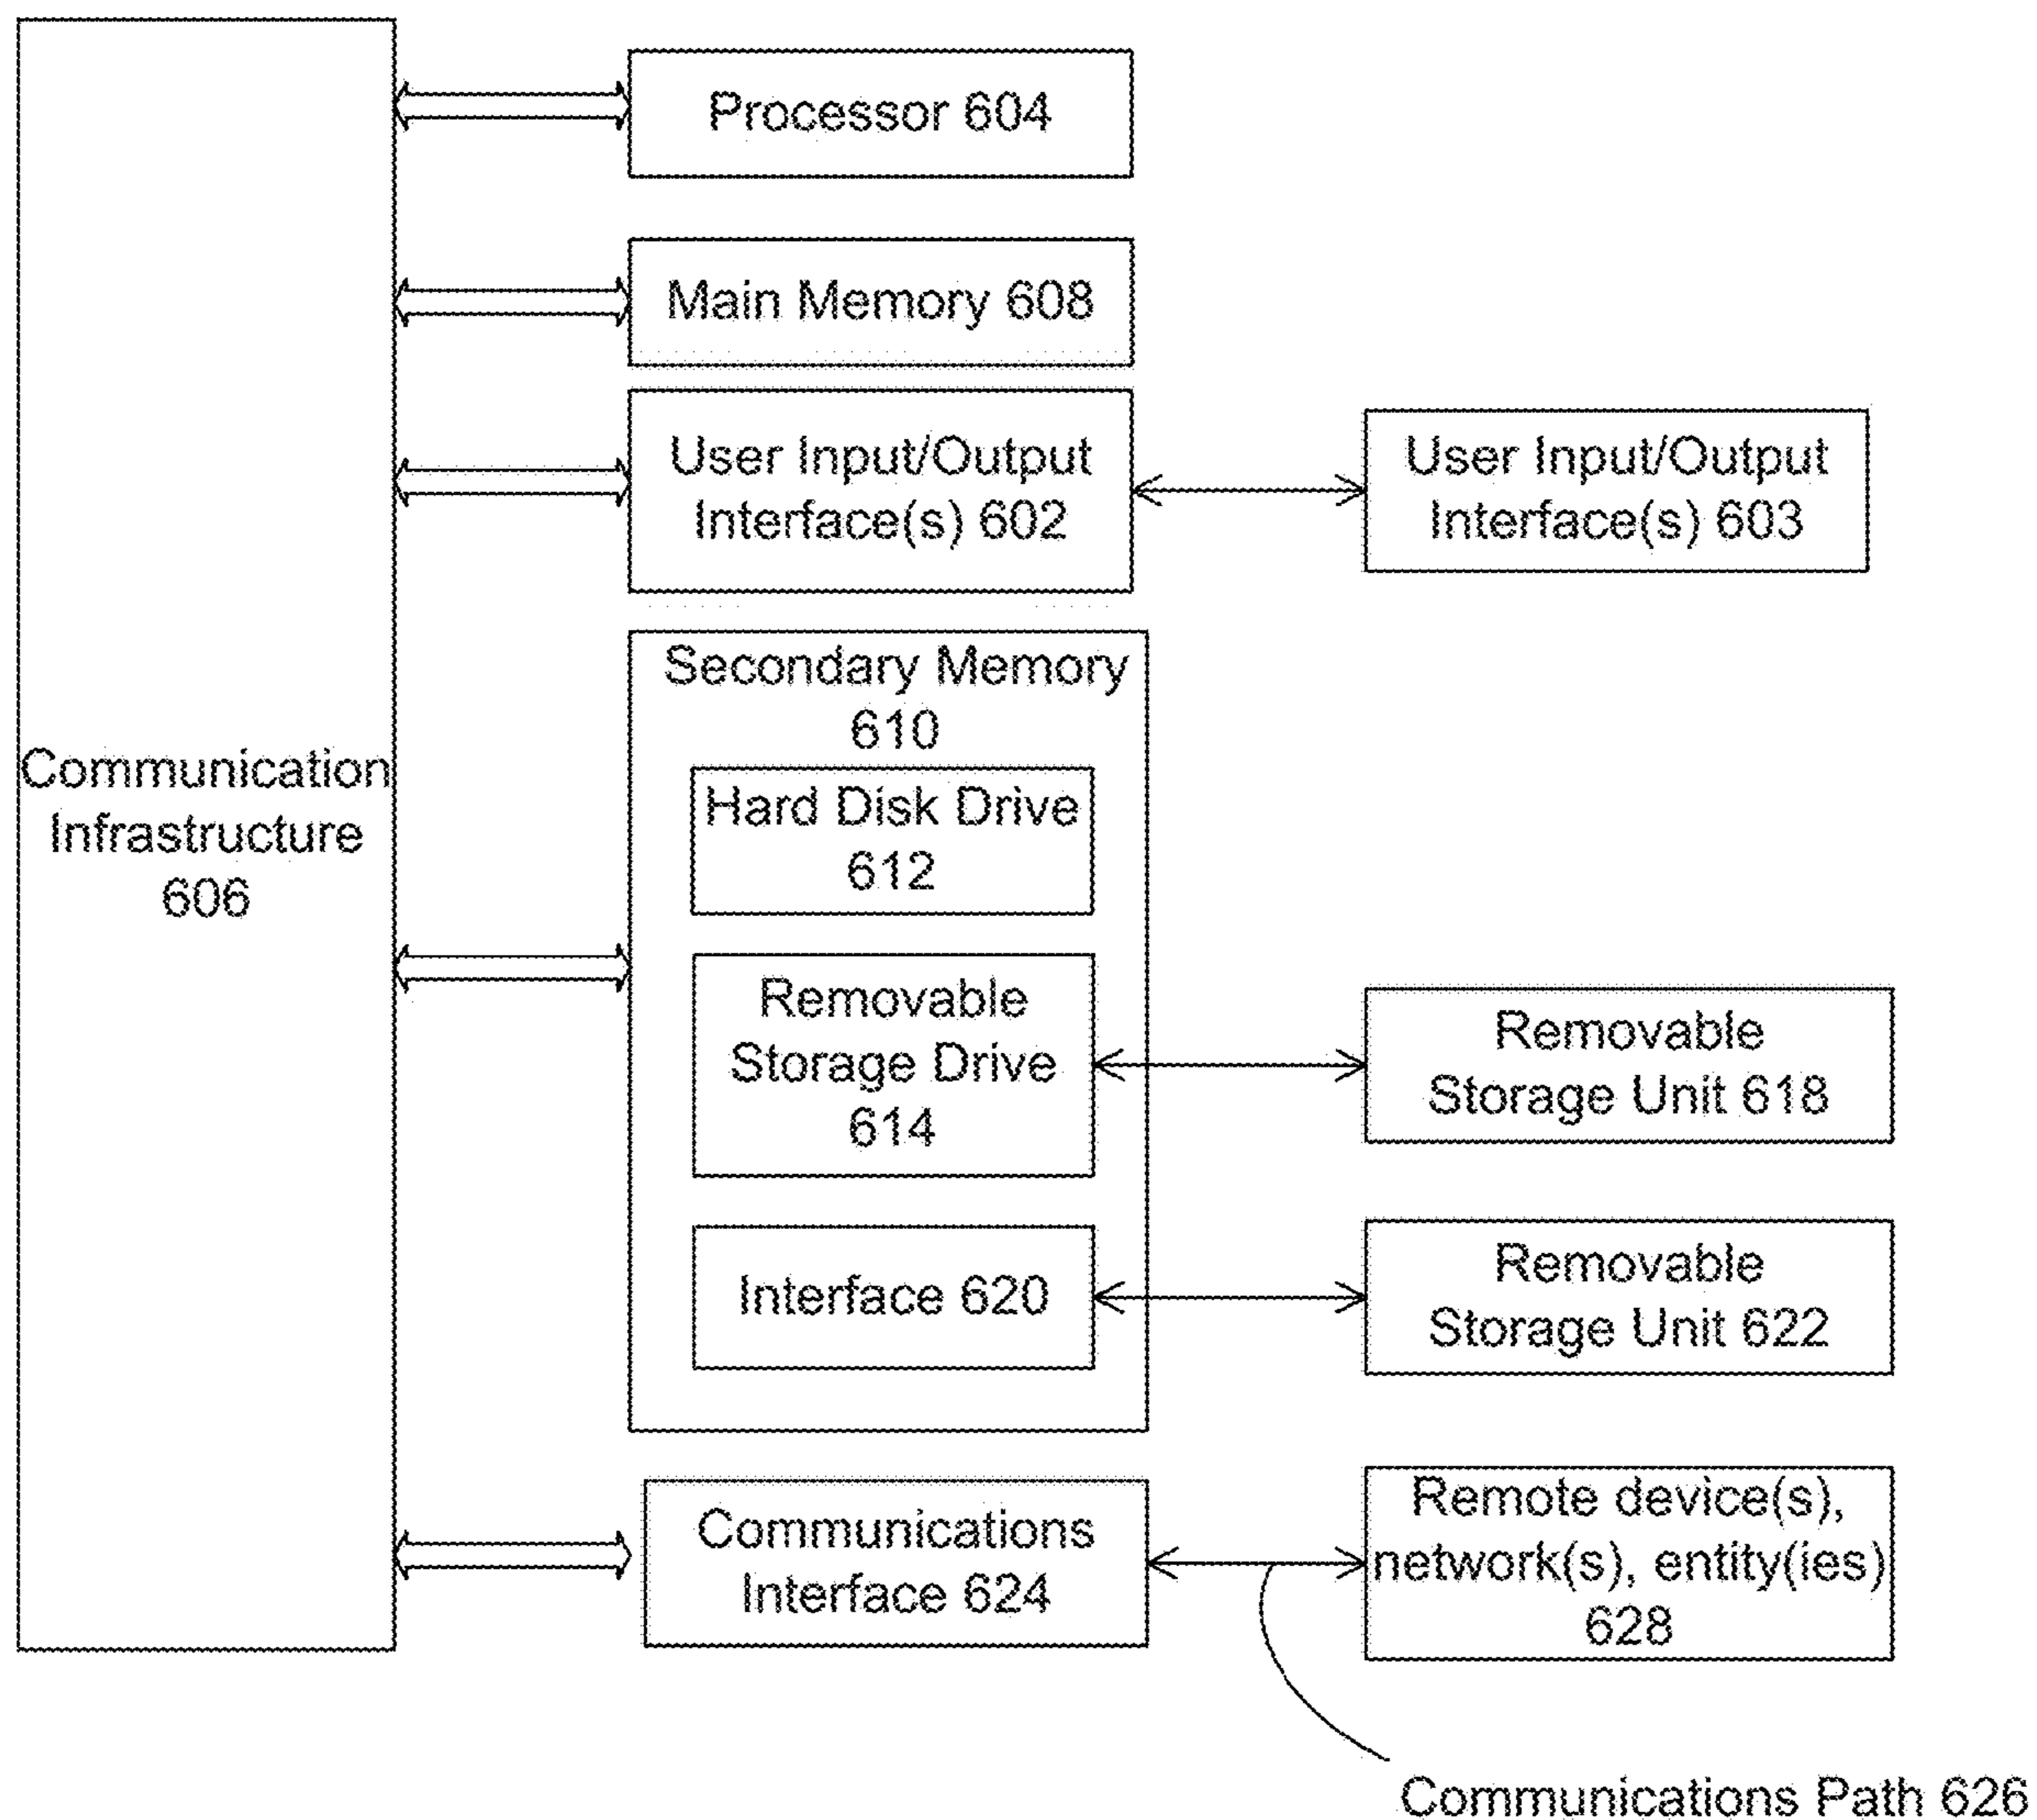 Processor 604
Main Memory 608
User Input/Output
Interface(s) 602
User Input/Output
Interface(s) 603
Communication
Infrastructure
606
Secondary Memory
610
Hard Disk Drive
612
Removable
Storage Drive
614
Removable
Storage Unit 618
Interface 620
Removable
Storage Unit 622
Communications
Interface 624
Remote device(s),
network(s), entity(ies)
628
Communications Path 626